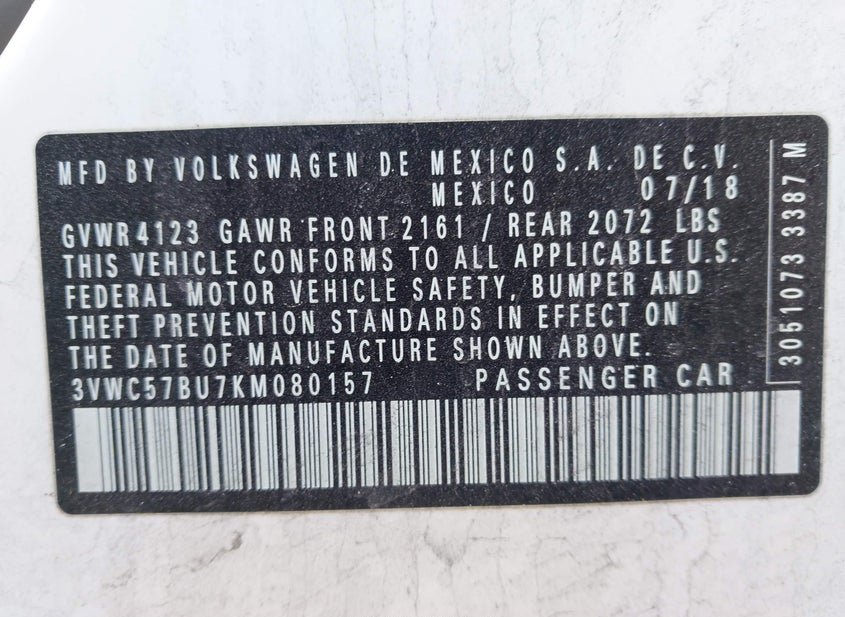 MFD BY VOLKSWAGEN DE MEXICO S.A. DE C.V.
MEXICO 07/18
GVWR 4123 GAWR FRONT 2161 / REAR 2072 LBS
THIS VEHICLE CONFORMS TO ALL APPLICABLE U.S.
FEDERAL MOTOR VEHICLE SAFETY, BUMPER AND
THEFT PREVENTION STANDARDS IN EFFECT ON
THE DATE OF MANUFACTURE SHOWN ABOVE.
3VWC57BU7KM080157 PASSENGER CAR
3051073 3387 M